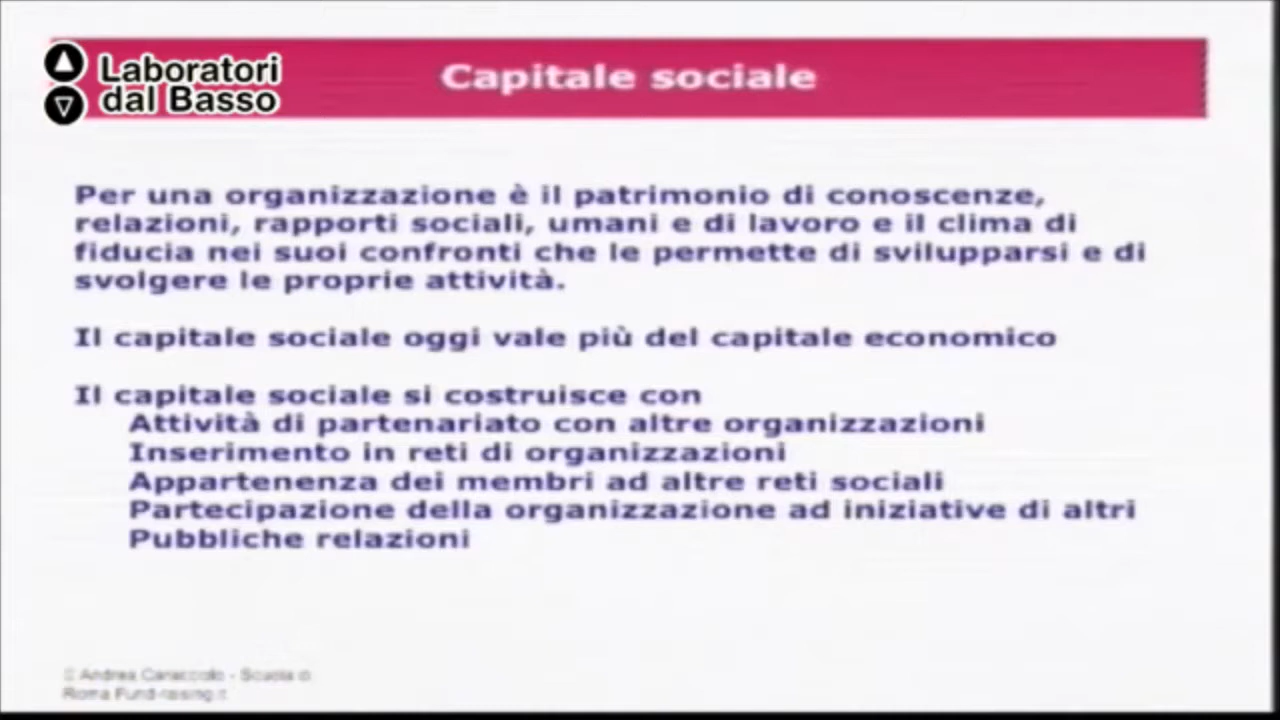 Laboratori
dal Basso
Capitale sociale
Per una organizzazione è il patrimonio di conoscenze,
relazioni, rapporti sociali, umani e di lavoro e il clima di
fiducia nei suoi confronti che le permette di svilupparsi e di
svolgere le proprie attività.
Il capitale sociale oggi vale più del capitale economico
Il capitale sociale si costruisce con
Attività di partenariato con altre organizzazioni
Inserimento in reti di organizzazioni
Appartenenza dei membri ad altre reti sociali
Partecipazione della organizzazione ad iniziative di altri
Pubbliche relazioni
Andrea - Scuola
Roma